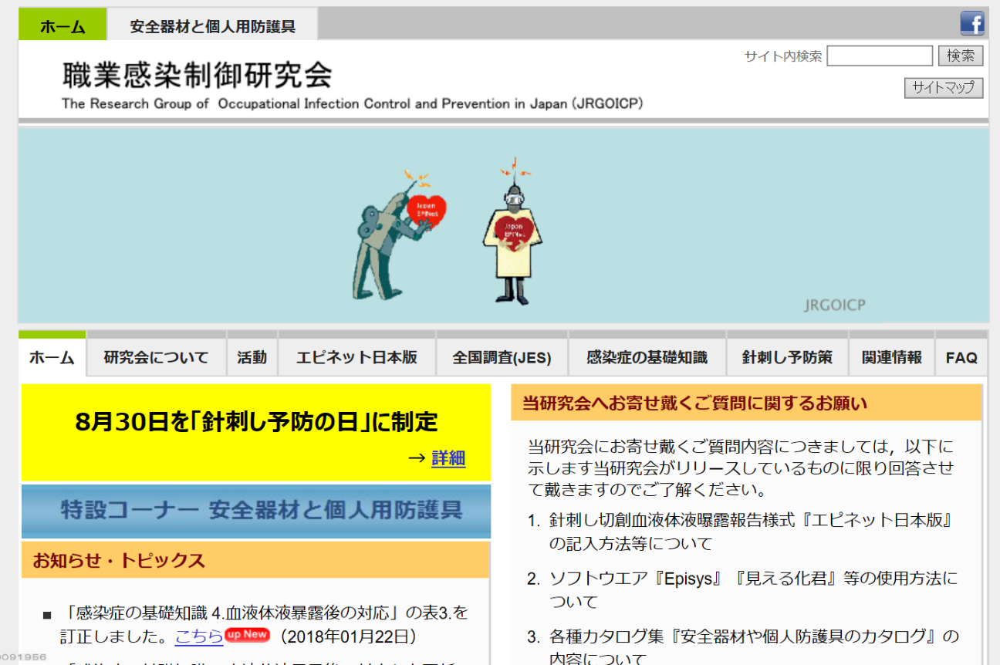 ホーム
安全器材と個人用防護具
f
サイト内検索
検索
職業感染制御研究会
サイトマップ
The Research Group of Occupational Infection Control and Prevention in Japan (JRGOICP)
Japan
EPINet
Japan
EPINet
JRGOICP
ホーム
研究会について
活動
エピネット日本版
全国調査(JES)
感染症の基礎知識
針刺し予防策
関連情報
FAQ
8月30日を「針刺し予防の日」に制定
→ 詳細
特設コーナー 安全器材と個人用防護具
お知らせ・トピックス
■ 「感染症の基礎知識 4.血液体液暴露後の対応」の表3.を
訂正しました。こちら up New （2018年01月22日）
当研究会へお寄せ戴くご質問に関するお願い
当研究会にお寄せ戴くご質問内容につきましては，以下に
示します当研究会がリリースしているものに限り回答させ
て戴きますのでご了解ください。
1. 針刺し切創血液体液曝露報告様式『エピネット日本版』
の記入方法等について
2. ソフトウエア『Episys』『見える化君』等の使用方法に
ついて
3. 各種カタログ集『安全器材や個人防護具のカタログ』の
内容について
0091956